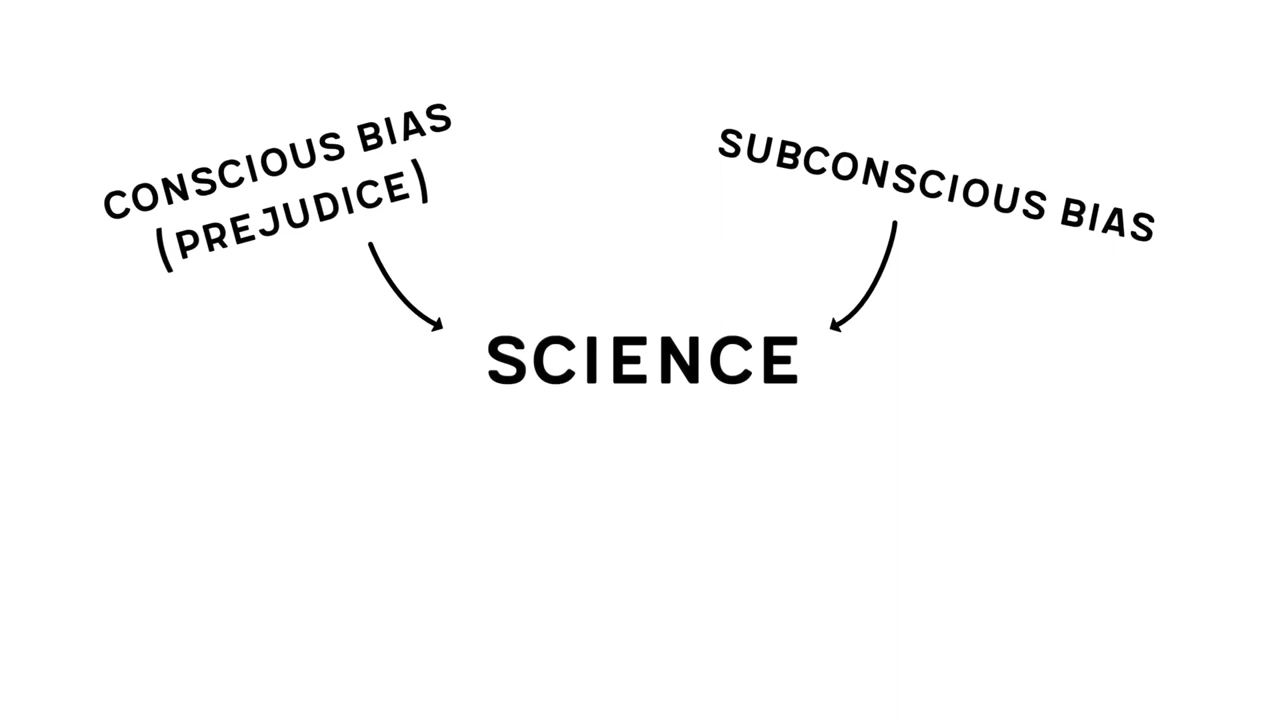 CONSCIOUS BIAS
(PREJUDICE)
SUBCONSCIOUS BIAS
SCIENCE